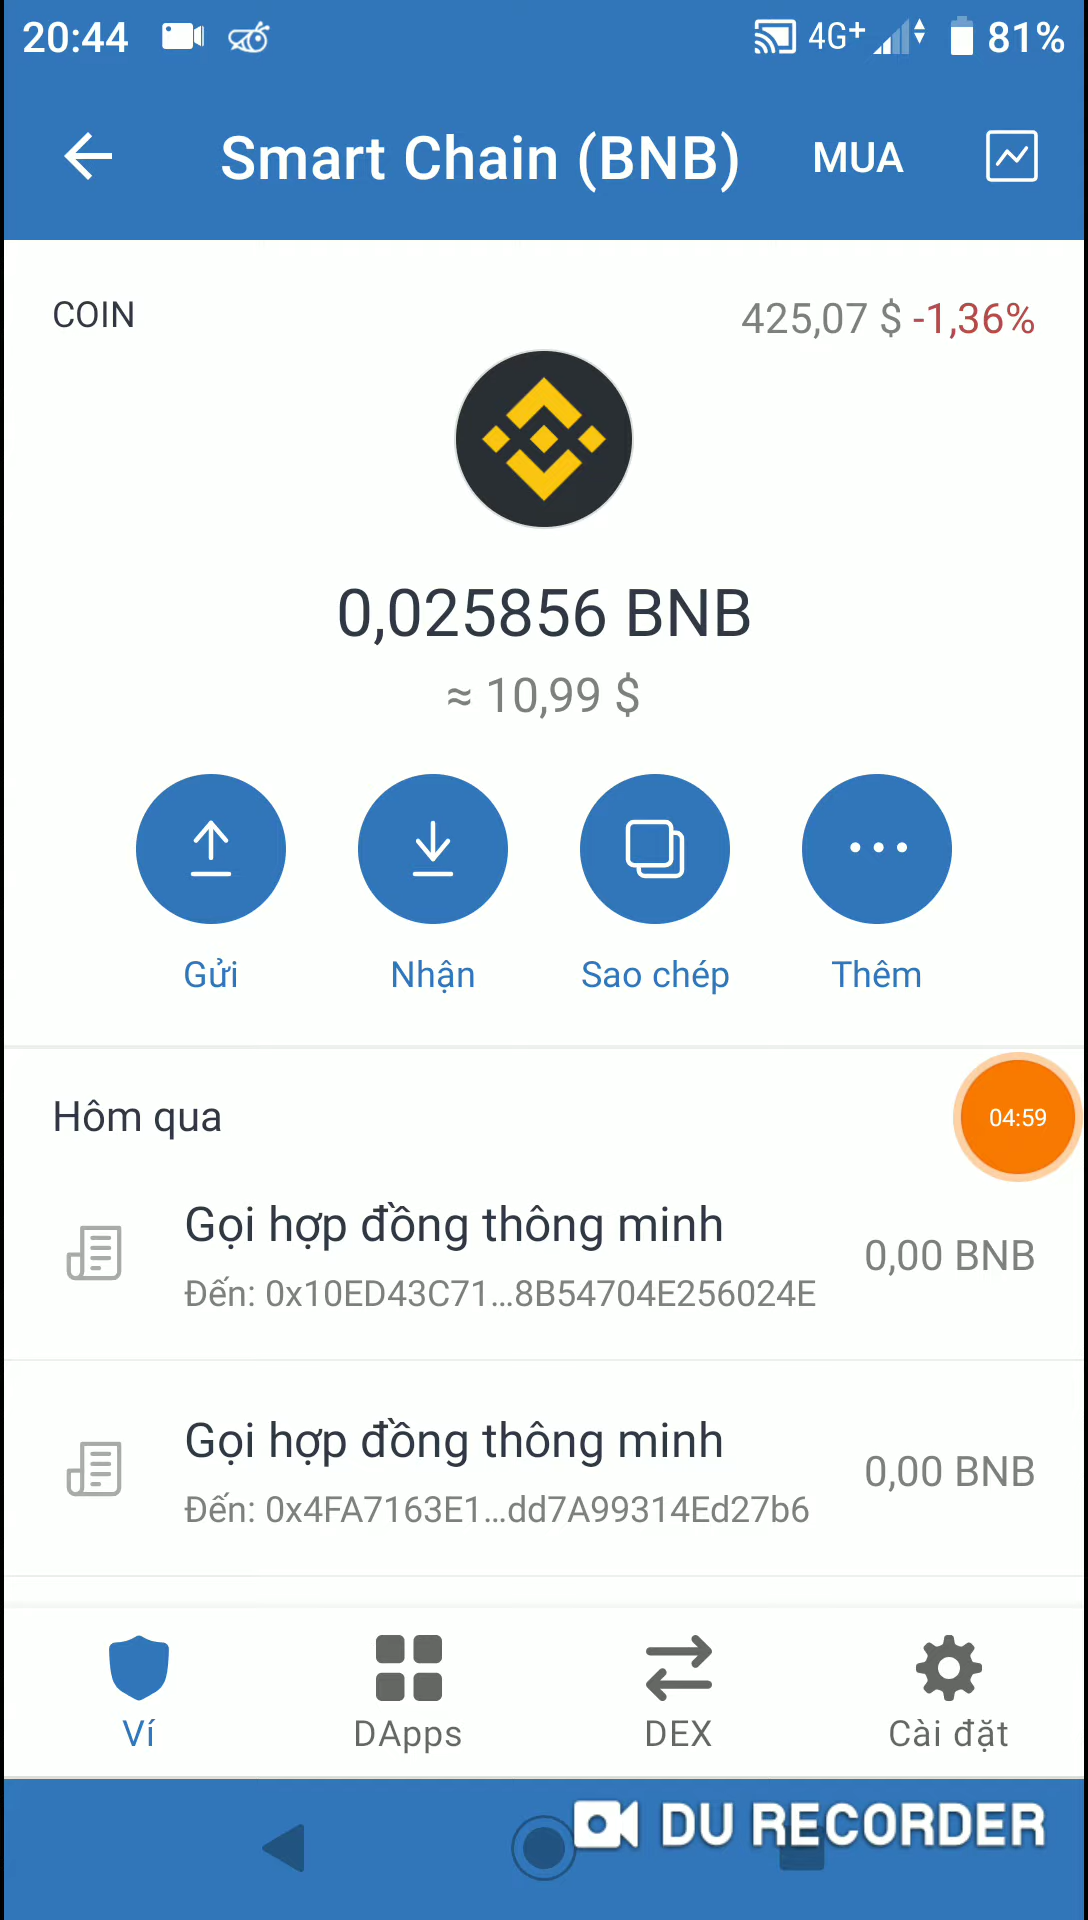 20:44 4G+ 81%
Smart Chain (BNB) MUA
COIN 425,07 $ -1,36%
0,025856 BNB
≈ 10,99 $
Gửi Nhận Sao chép Thêm
Hôm qua 04:59
Gọi hợp đồng thông minh
0,00 BNB
Đến: 0x10ED43C71...8B54704E256024E
Gọi hợp đồng thông minh
0,00 BNB
Đến: 0x4FA7163E1...dd7A99314Ed27b6
Ví DApps DEX Cài đặt
DU RECORDER